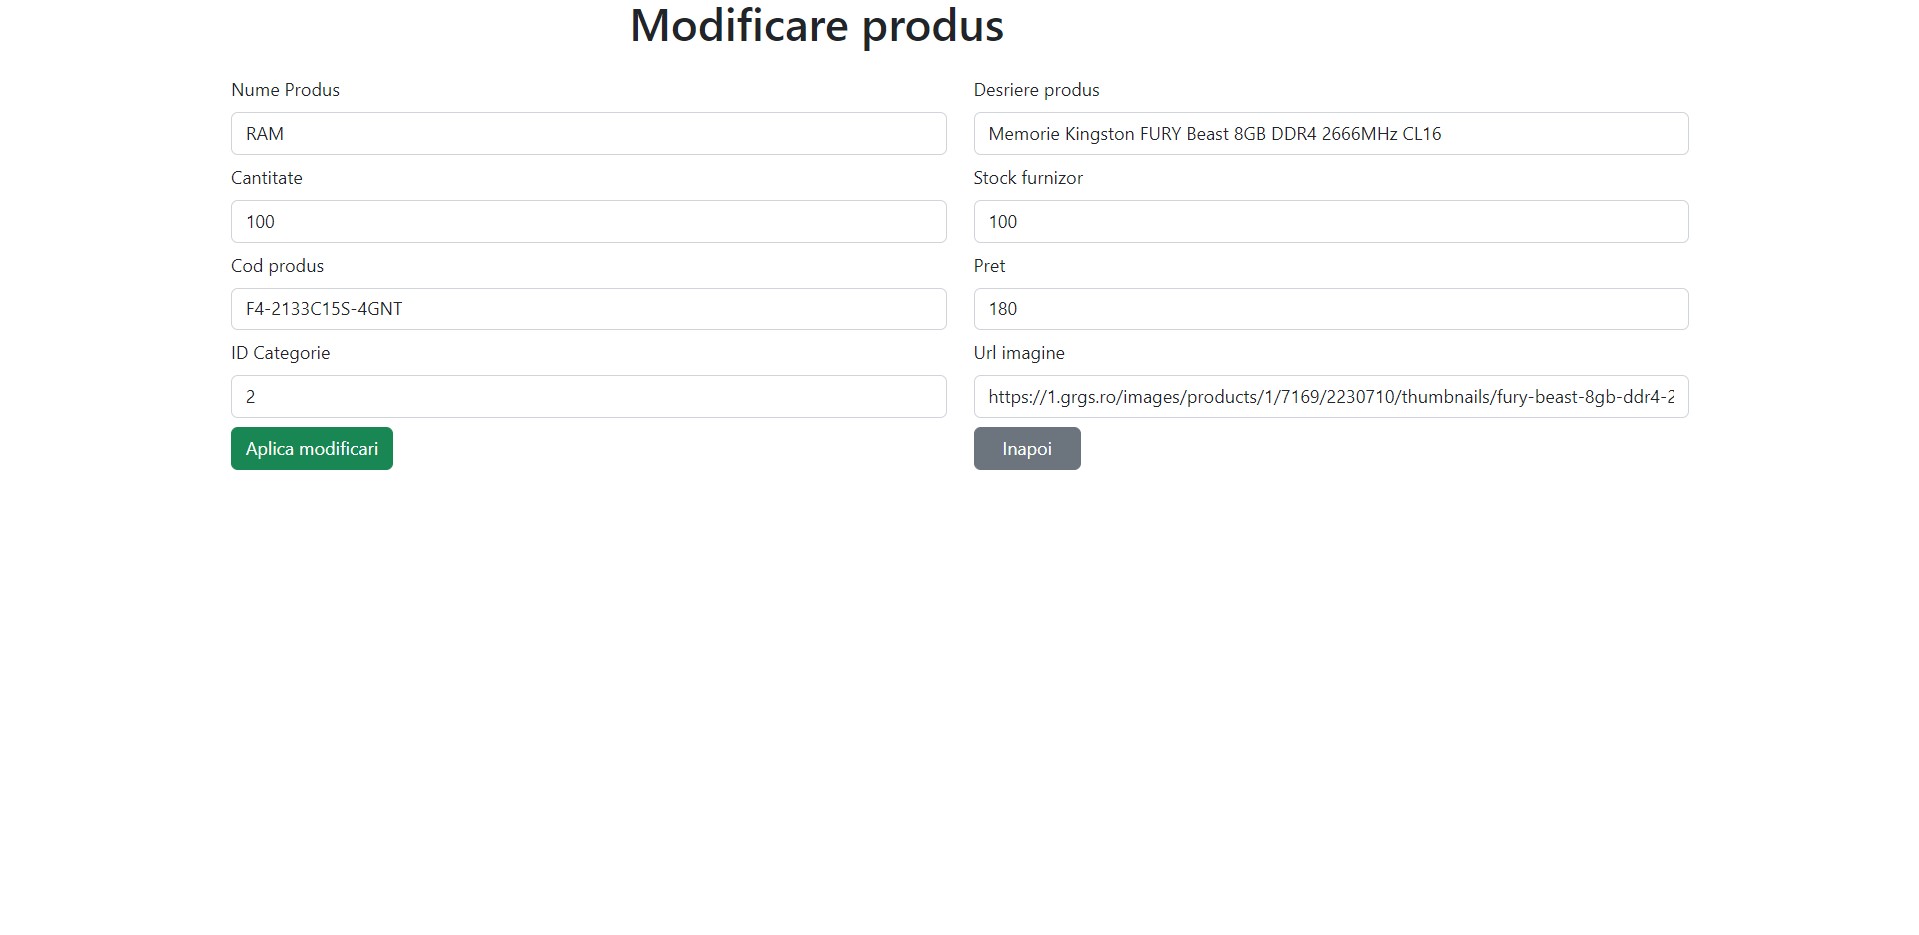 Modificare produs
Nume Produs
Desriere produs
RAM
Memorie Kingston FURY Beast 8GB DDR4 2666MHz CL16
Cantitate
Stock furnizor
100
100
Cod produs
Pret
F4-2133C15S-4GNT
180
ID Categorie
Url imagine
2
https://1.grgs.ro/images/products/1/7169/2230710/thumbnails/fury-beast-8gb-ddr4-2
Aplica modificari
Inapoi